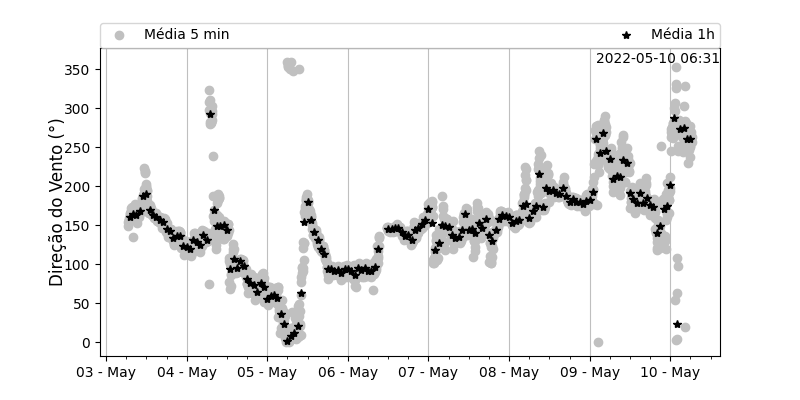 Média 5 min
Média 1h
2022-05-10 06:31
Direção do Vento (°)
350
300
250
200
150
100
50
0
03 - May
04 - May
05 - May
06 - May
07 - May
08 - May
09 - May
10 - May